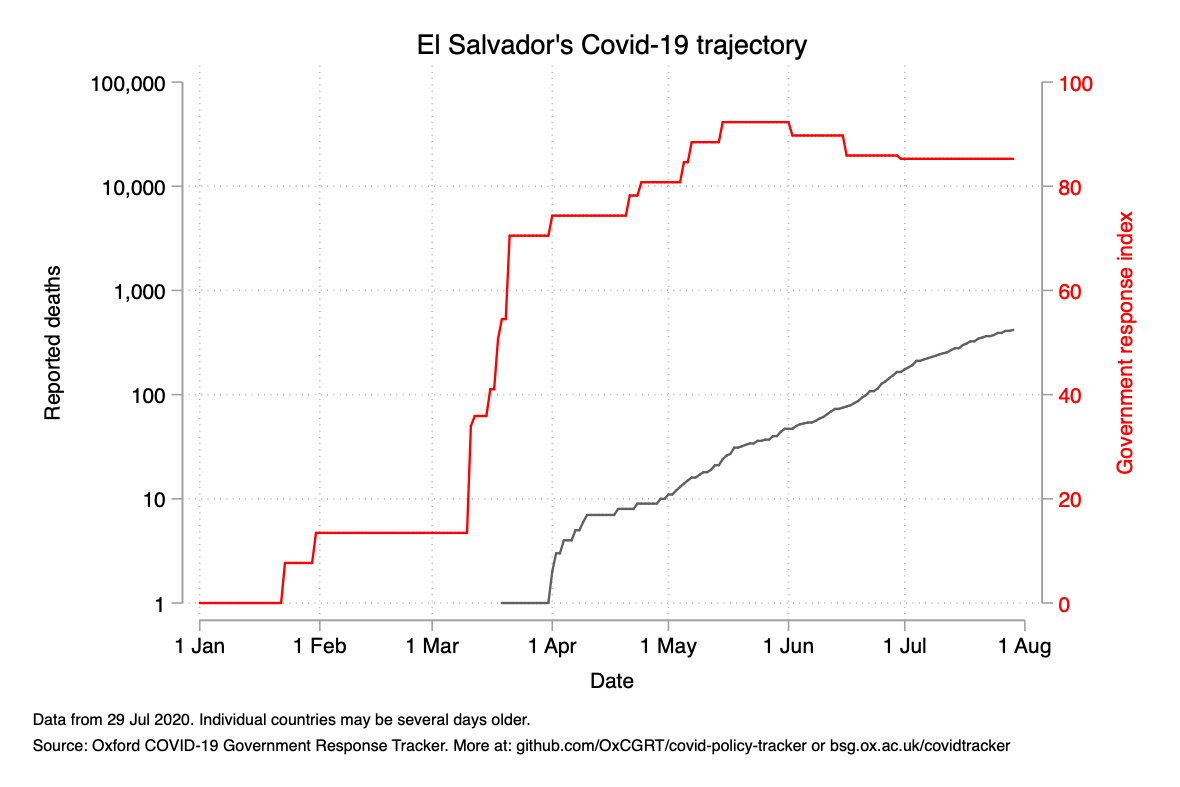 El Salvador's Covid-19 trajectory
100,000
10,000
1,000
100
10
1
Reported deaths
100
80
60
40
20
0
Government response index
1 Jan 1 Feb 1 Mar 1 Apr 1 May 1 Jun 1 Jul 1 Aug
Date
Data from 29 Jul 2020. Individual countries may be several days older.
Source: Oxford COVID-19 Government Response Tracker. More at: github.com/OxCGRT/covid-policy-tracker or bsg.ox.ac.uk/covidtracker